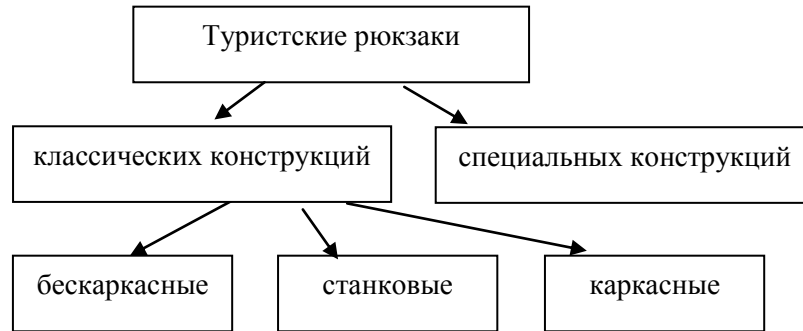 Туристские рюкзаки
классических конструкций
специальных конструкций
бескаркасные
станковые
каркасные